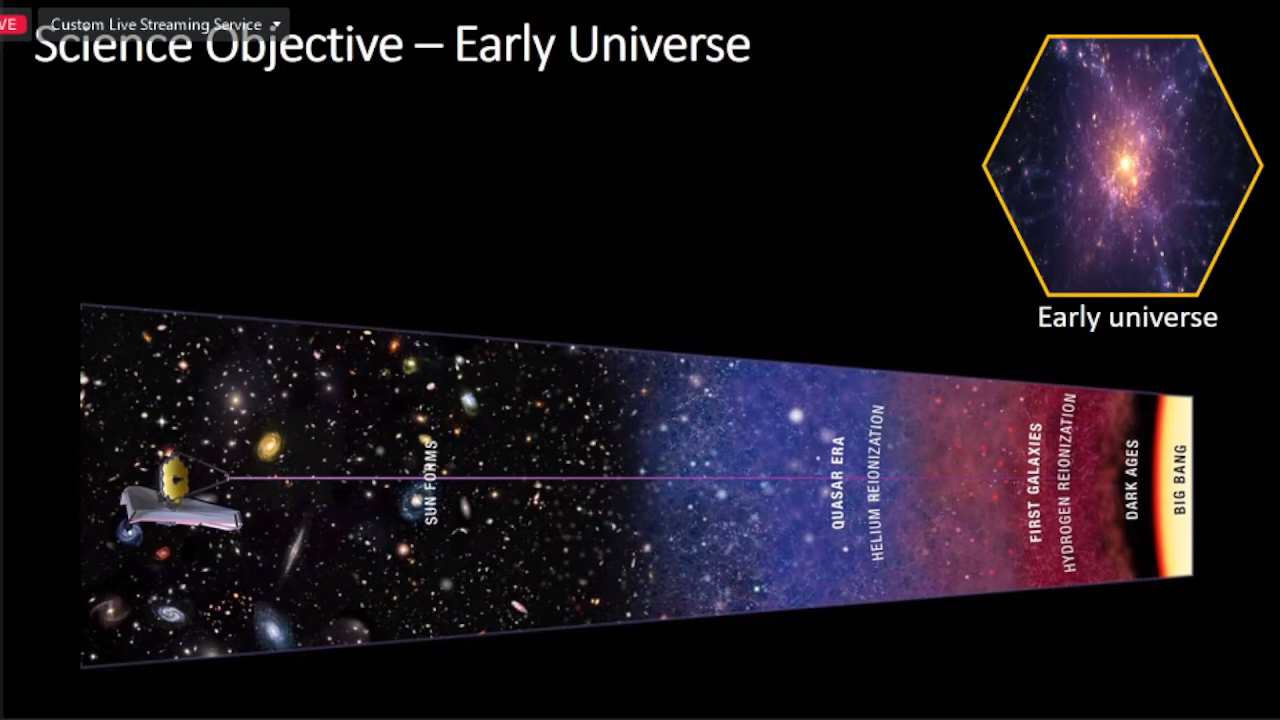 VE
Custom Live Streaming Service
Science Objective – Early Universe
Early universe
SUN FORMS
QUASAR ERA
HELIUM REIONIZATION
FIRST GALAXIES
HYDROGEN REIONIZATION
DARK AGES
BIG BANG